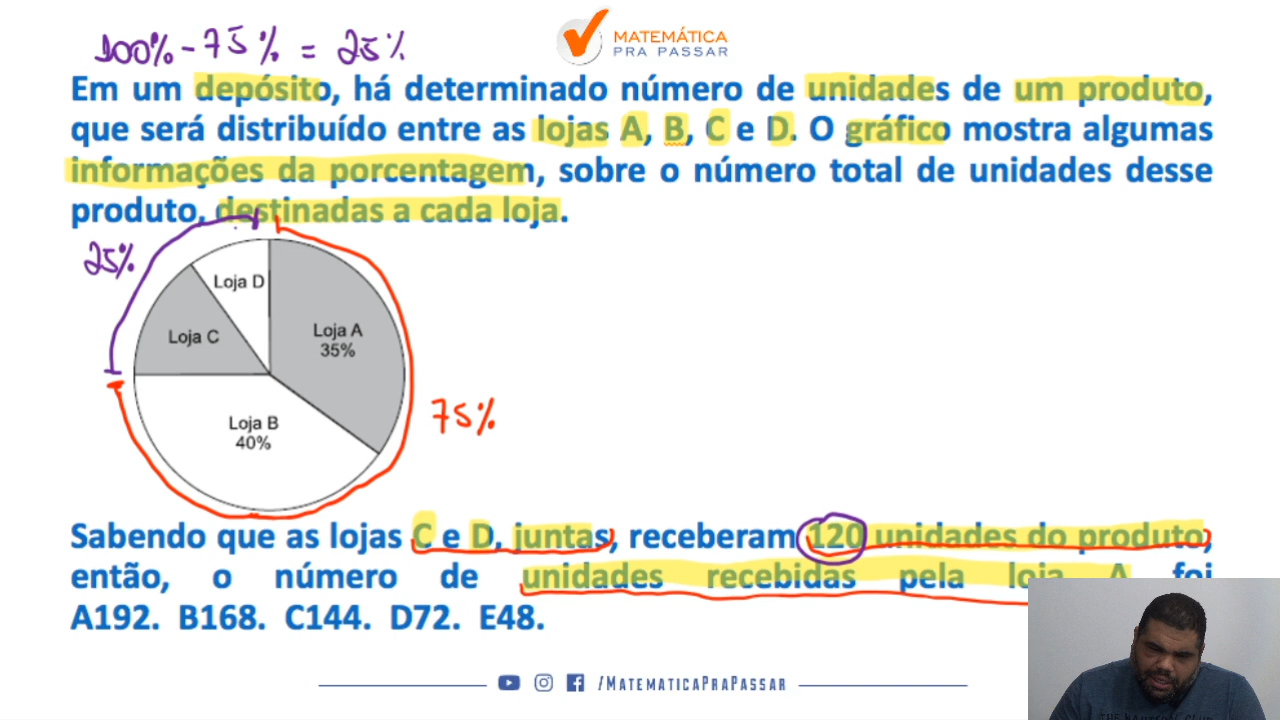 100% - 75% = 25%
MATEMÁTICA
PRA PASSAR
Em um depósito, há determinado número de unidades de um produto,
que será distribuído entre as lojas A, B, C e D. O gráfico mostra algumas
informações da porcentagem, sobre o número total de unidades desse
produto, destinadas a cada loja.
25%
Loja D
Loja C
Loja A
35%
75%
Loja B
40%
Sabendo que as lojas C e D, juntas, receberam 120 unidades do produto,
então, o número de unidades recebidas pela loja A foi
A192. B168. C144. D72. E48.
/MATEMATICAPRAPASSAR